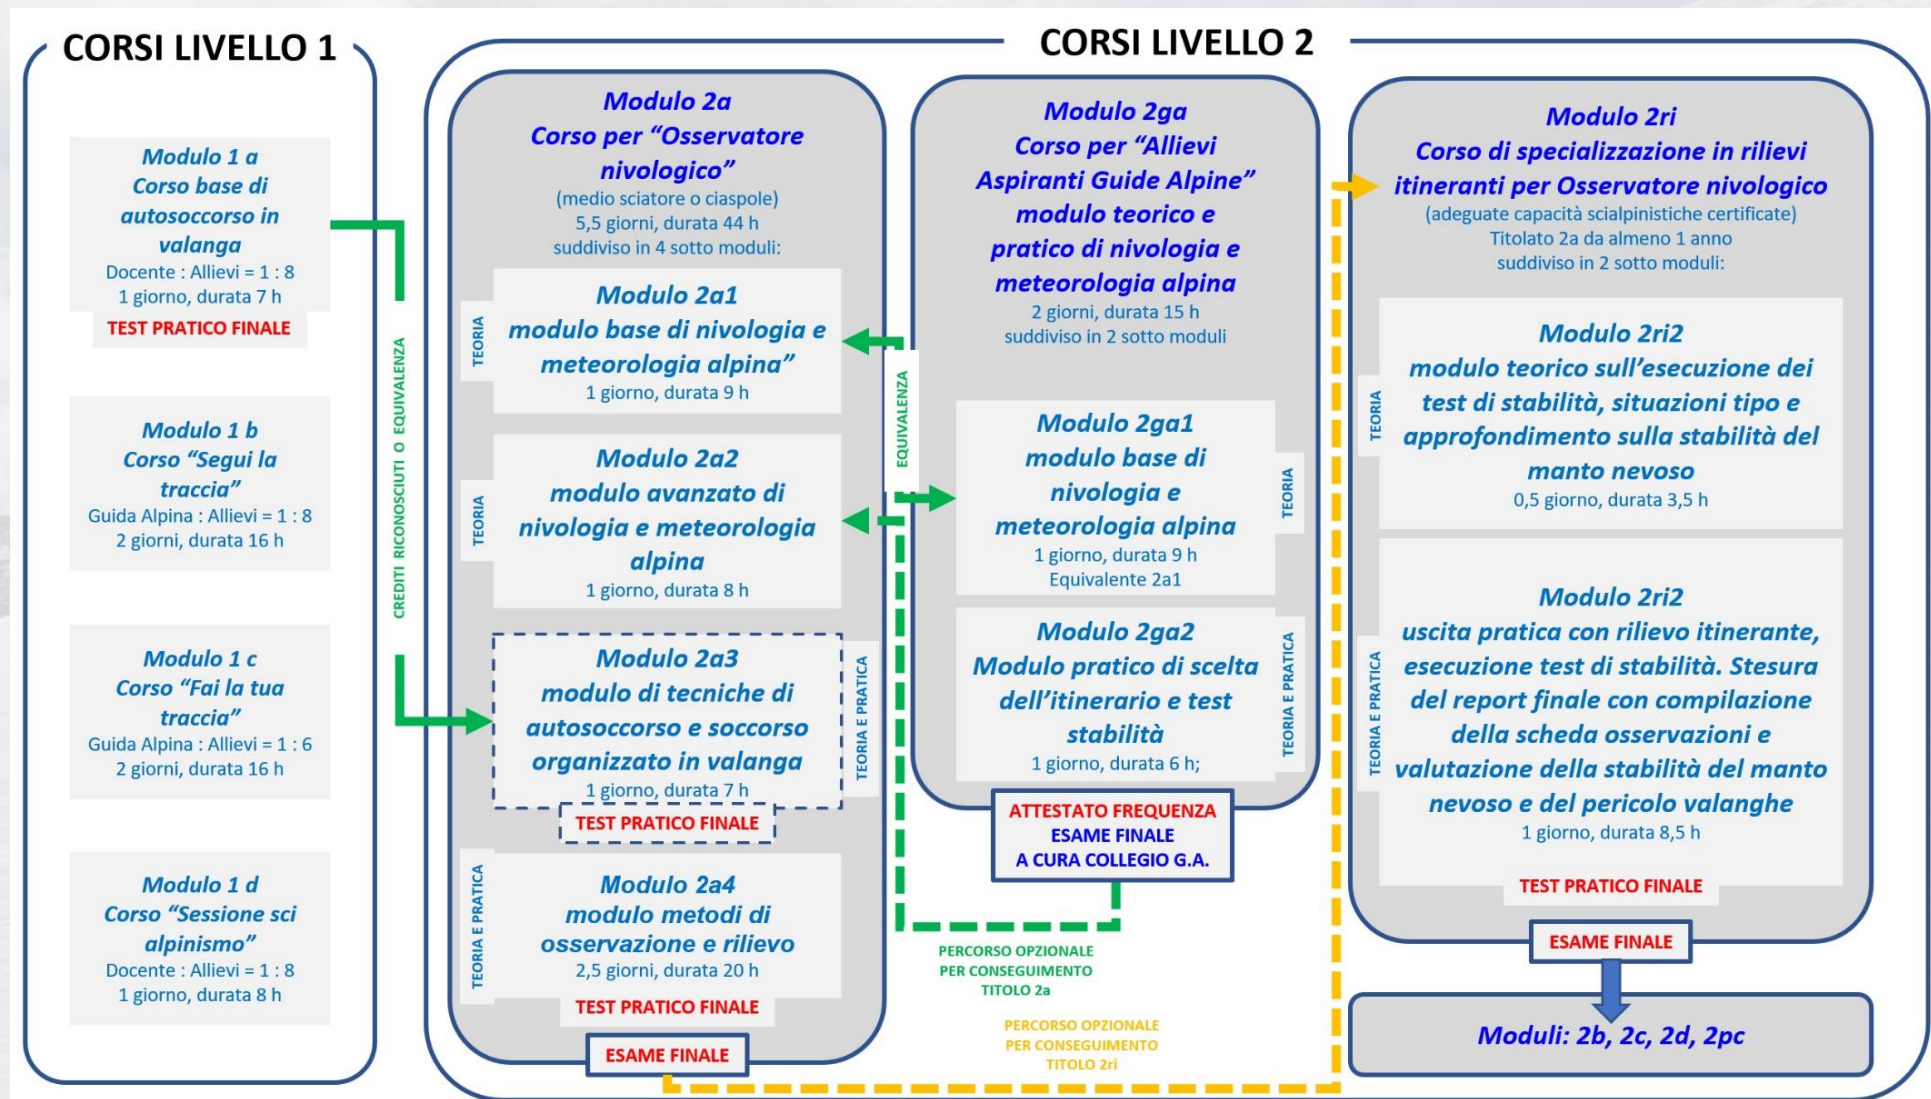 CORSI LIVELLO 1
Modulo 1 a
Corso base di
autosoccorso in
valanga
Docente : Allievi = 1 : 8
1 giorno, durata 7 h
TEST PRATICO FINALE
Modulo 1 b
Corso “Segui la
traccia”
Guida Alpina : Allievi = 1 : 8
2 giorni, durata 16 h
Modulo 1 c
Corso “Fai la tua
traccia”
Guida Alpina : Allievi = 1 : 6
2 giorni, durata 16 h
Modulo 1 d
Corso “Sessione sci
alpinismo”
Docente : Allievi = 1 : 8
1 giorno, durata 8 h
CREDITI RICONOSCIUTI O EQUIVALENZA
CORSI LIVELLO 2
Modulo 2a
Corso per “Osservatore
nivologico”
(medio sciatore o ciaspole)
5,5 giorni, durata 44 h
suddiviso in 4 sotto moduli:
TEORIA
Modulo 2a1
modulo base di nivologia e
meteorologia alpina”
1 giorno, durata 9 h
TEORIA
Modulo 2a2
modulo avanzato di
nivologia e meteorologia
alpina
1 giorno, durata 8 h
Modulo 2a3
modulo di tecniche di
autosoccorso e soccorso
organizzato in valanga
1 giorno, durata 7 h
TEORIA E PRATICA
TEST PRATICO FINALE
TEORIA E PRATICA
Modulo 2a4
modulo metodi di
osservazione e rilievo
2,5 giorni, durata 20 h
TEST PRATICO FINALE
ESAME FINALE
EQUIVALENZA
Modulo 2ga
Corso per “Allievi
Aspiranti Guide Alpine”
modulo teorico e
pratico di nivologia e
meteorologia alpina
2 giorni, durata 15 h
suddiviso in 2 sotto moduli
Modulo 2ga1
modulo base di
nivologia e
meteorologia alpina
1 giorno, durata 9 h
Equivalente 2a1
TEORIA
Modulo 2ga2
Modulo pratico di scelta
dell’itinerario e test
stabilità
1 giorno, durata 6 h;
TEORIA E PRATICA
ATTESTATO FREQUENZA
ESAME FINALE
A CURA COLLEGIO G.A.
PERCORSO OPZIONALE
PER CONSEGUIMENTO
TITOLO 2a
PERCORSO OPZIONALE
PER CONSEGUIMENTO
TITOLO 2ri
Modulo 2ri
Corso di specializzazione in rilievi
itineranti per Osservatore nivologico
(adeguate capacità scialpinistiche certificate)
Titolato 2a da almeno 1 anno
suddiviso in 2 sotto moduli:
TEORIA
Modulo 2ri2
modulo teorico sull’esecuzione dei
test di stabilità, situazioni tipo e
approfondimento sulla stabilità del
manto nevoso
0,5 giorno, durata 3,5 h
TEORIA E PRATICA
Modulo 2ri2
uscita pratica con rilievo itinerante,
esecuzione test di stabilità. Stesura
del report finale con compilazione
della scheda osservazioni e
valutazione della stabilità del manto
nevoso e del pericolo valanghe
1 giorno, durata 8,5 h
TEST PRATICO FINALE
ESAME FINALE
Moduli: 2b, 2c, 2d, 2pc